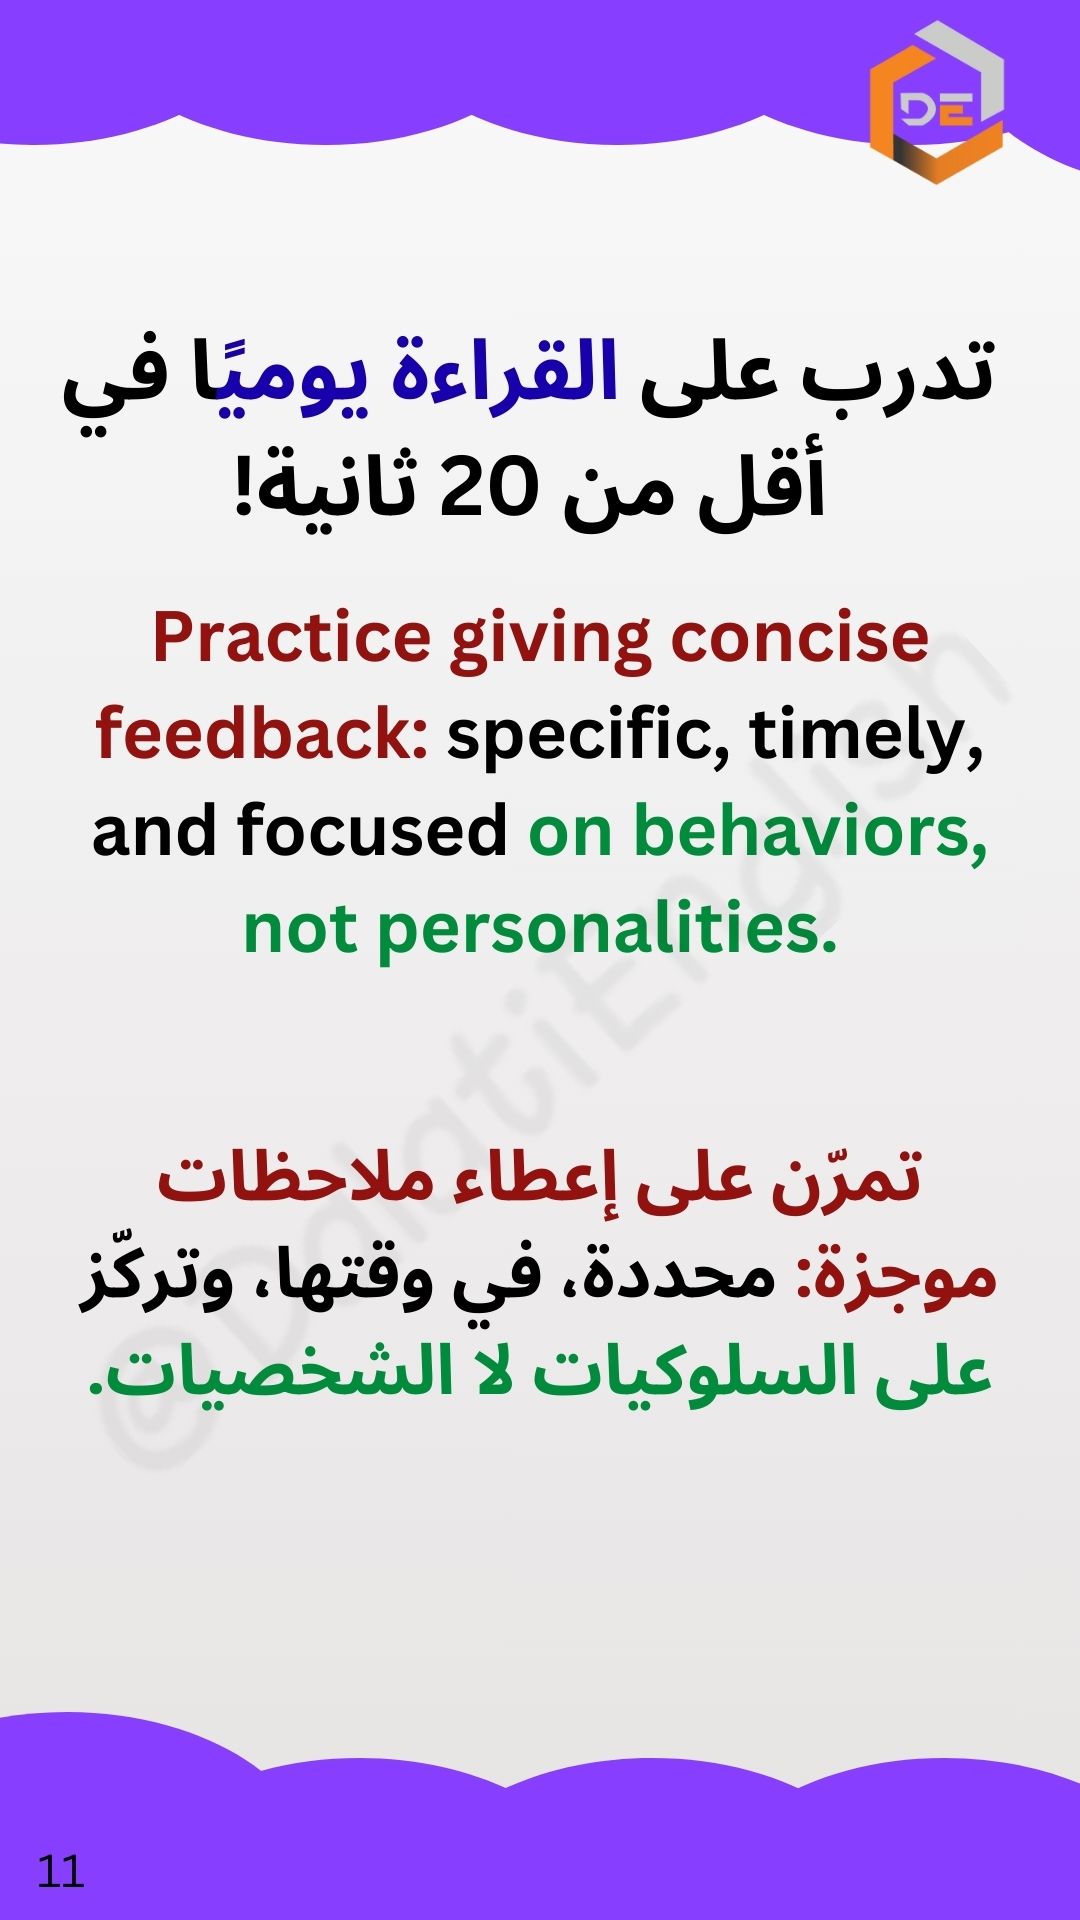 DE
تدرب على القراءة يوميًا في
أقل من 20 ثانية!
Practice giving concise
feedback: specific, timely,
and focused on behaviors,
not personalities.
@DalatiEnglish
تمرّن على إعطاء ملاحظات
موجزة: محددة، في وقتها، وتركّز
على السلوكيات لا الشخصيات.
11